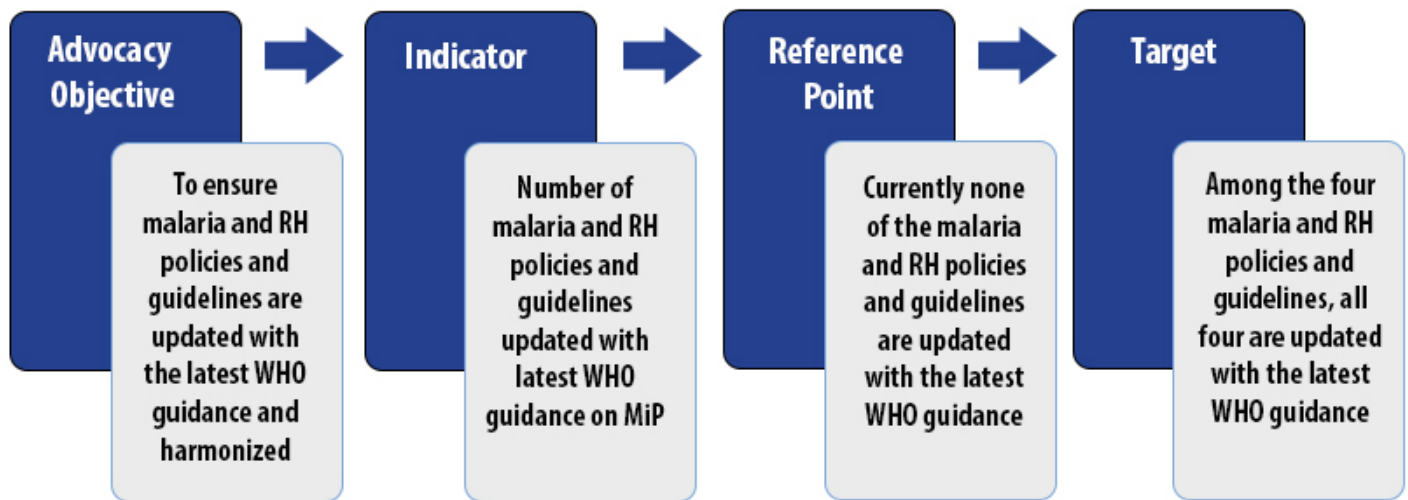 Advocacy
Objective
To ensure
malaria and RH
policies and
guidelines are
updated with
the latest WHO
guidance and
harmonized
Indicator
Number of
malaria and RH
policies and
guidelines
updated with
latest WHO
guidance on MiP
Reference
Point
Currently none
of the malaria
and RH policies
and guidelines
are updated
with the latest
WHO guidance
Target
Among the four
malaria and RH
policies and
guidelines, all
four are updated
with the latest
WHO guidance